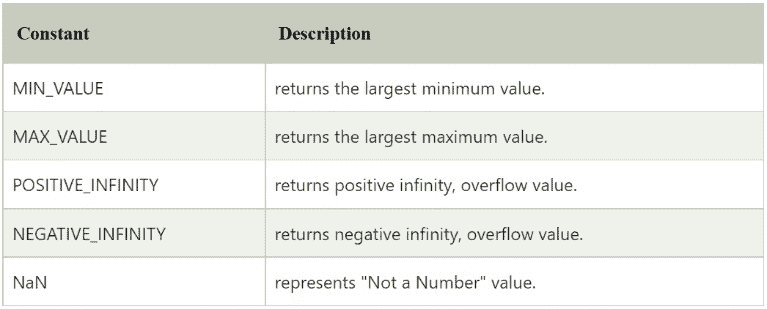 Constant Description
MIN_VALUE returns the largest minimum value.
MAX_VALUE returns the largest maximum value.
POSITIVE_INFINITY returns positive infinity, overflow value.
NEGATIVE_INFINITY returns negative infinity, overflow value.
NaN represents "Not a Number" value.